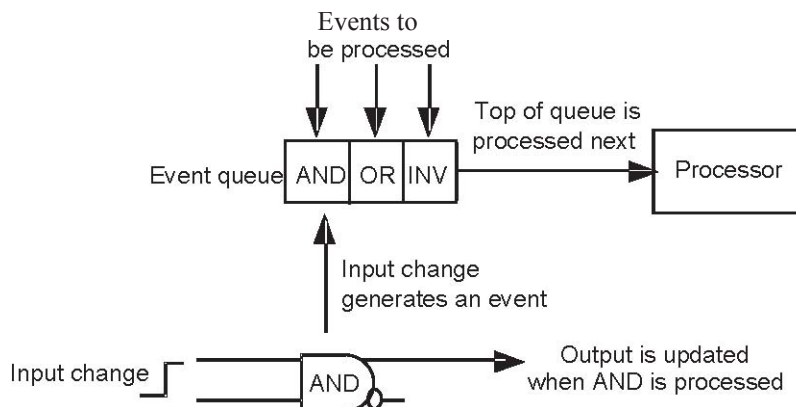 Events to
be processed
Top of queue is
processed next
Event queue
AND
OR
INV
Processor
Input change
generates an event
Input change
AND
Output is updated
when AND is processed